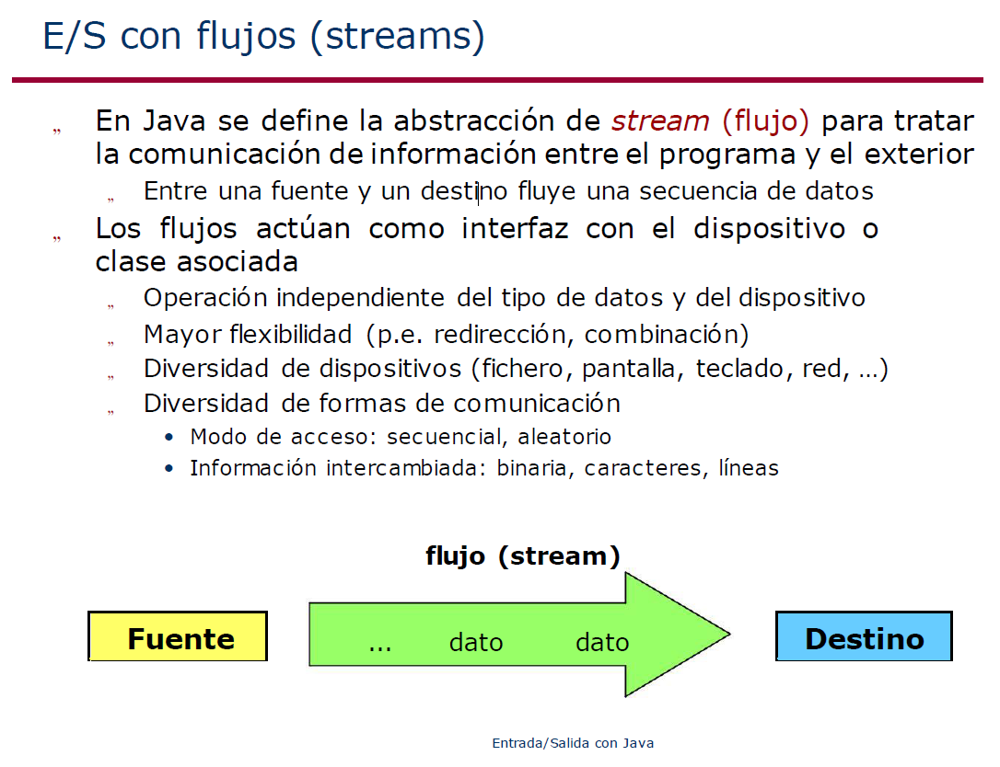 E/S con flujos (streams)
„ En Java se define la abstracción de stream (flujo) para tratar
la comunicación de información entre el programa y el exterior
„ Entre una fuente y un destino fluye una secuencia de datos
„ Los flujos actúan como interfaz con el dispositivo o
clase asociada
„ Operación independiente del tipo de datos y del dispositivo
„ Mayor flexibilidad (p.e. redirección, combinación)
„ Diversidad de dispositivos (fichero, pantalla, teclado, red, …)
„ Diversidad de formas de comunicación
• Modo de acceso: secuencial, aleatorio
• Información intercambiada: binaria, caracteres, líneas
flujo (stream)
Fuente
... dato dato
Destino
Entrada/Salida con Java